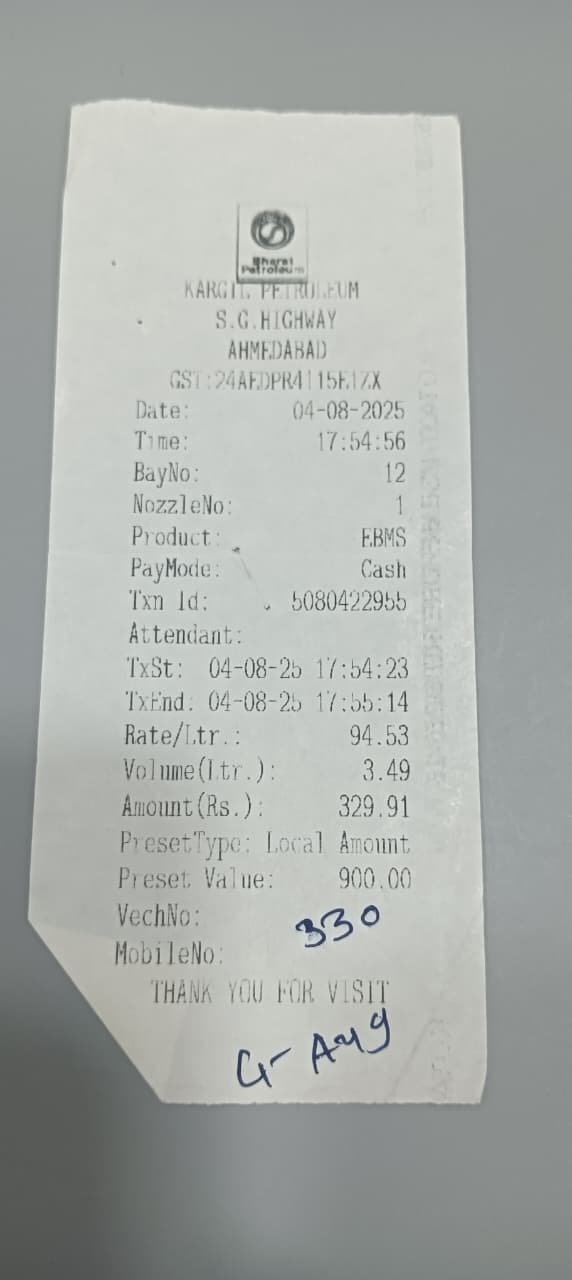 Bharat
Petroleum
KARGIL PETROLEUM
S.G.HIGHWAY
AHMEDABAD
GST:24AEDPR4115E1ZX
Date: 04-08-2025
Time: 17:54:56
BayNo: 12
NozzleNo: 1
Product: EBMS
PayMode: Cash
Txn Id: 5080422955
Attendant:
TxSt: 04-08-25 17:54:23
TxEnd: 04-08-25 17:55:14
Rate/Ltr.: 94.53
Volume(Ltr.): 3.49
Amount(Rs.): 329.91
PresetType: Local Amount
Preset Value: 900.00
VechNo:
330
MobileNo:
THANK YOU FOR VISIT
4- Aug